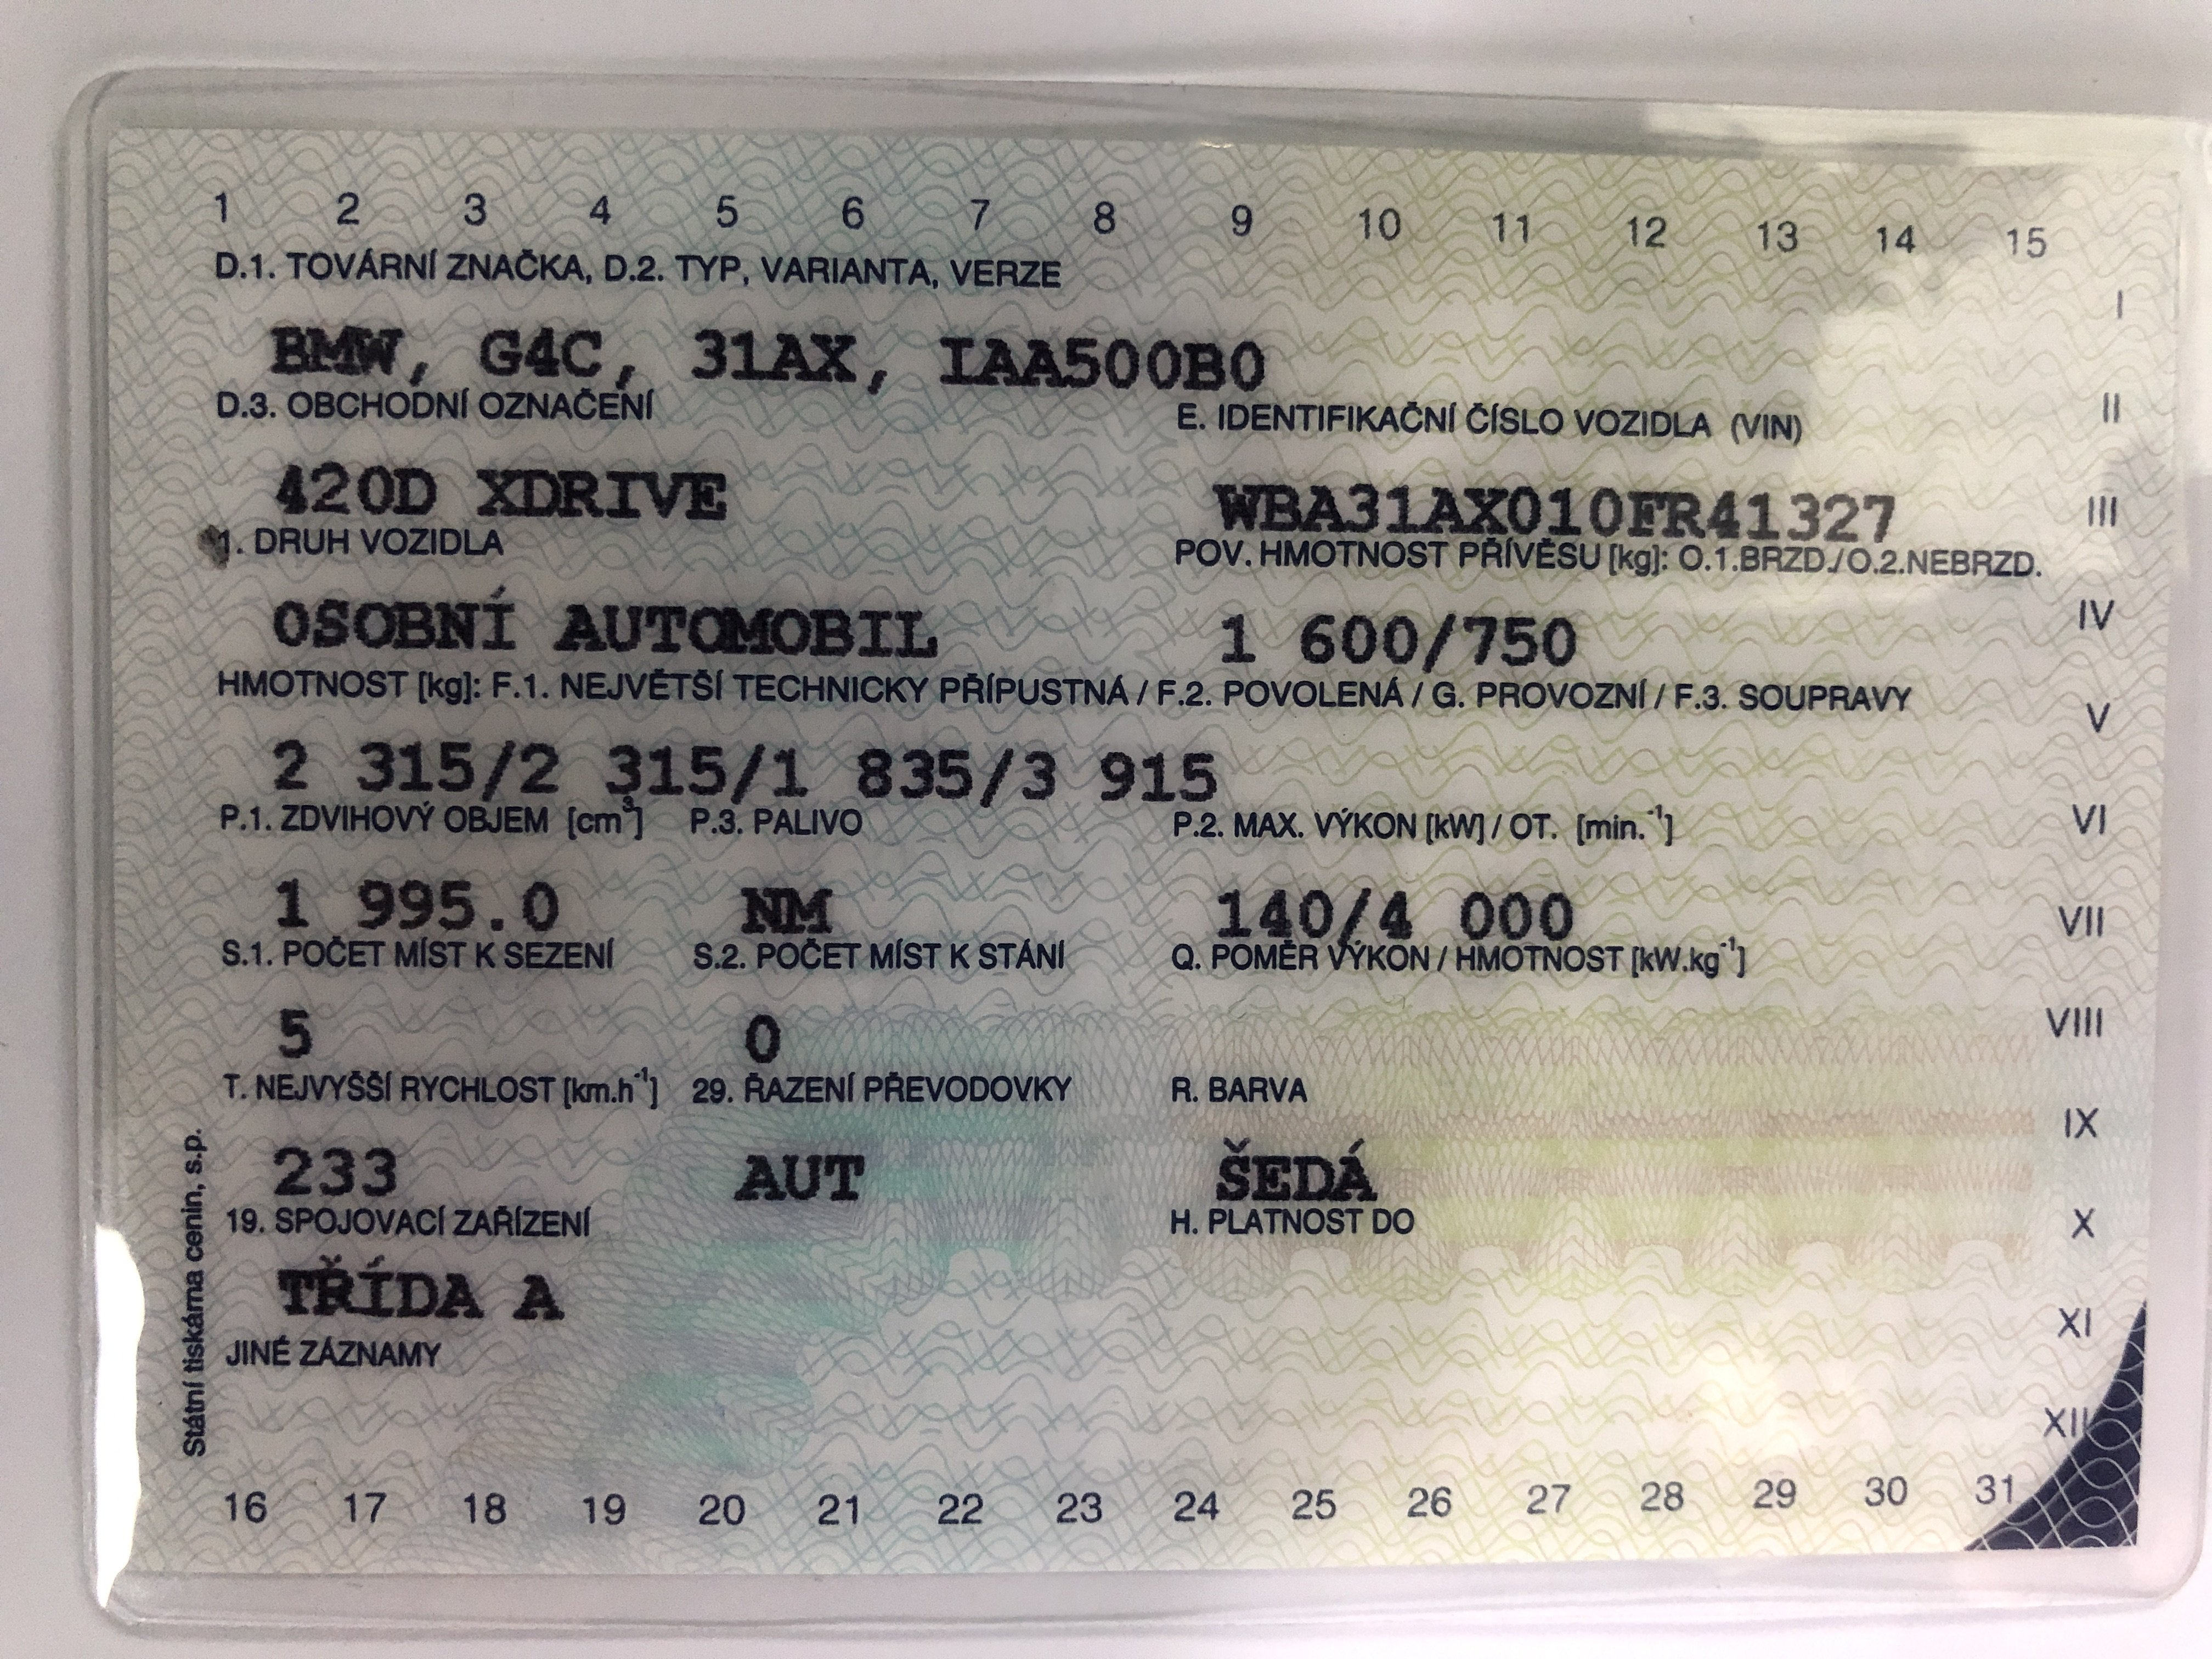 1 2 3 4 5 6 7 8 9 10 11 12 13 14 15
D.1. TOVÁRNÍ ZNAČKA, D.2. TYP, VARIANTA, VERZE
I
BMW, G4C, 31AX, IAA500B0
D.3. OBCHODNÍ OZNAČENÍ E. IDENTIFIKAČNÍ ČÍSLO VOZIDLA (VIN)
II
420D XDRIVE WBA31AX010FR41327
III
1. DRUH VOZIDLA POV. HMOTNOST PŘÍVĚSU [kg]: O.1.BRZD./O.2.NEBRZD.
OSOBNÍ AUTOMOBIL 1 600/750
IV
HMOTNOST [kg]: F.1. NEJVĚTŠÍ TECHNICKY PŘÍPUSTNÁ / F.2. POVOLENÁ / G. PROVOZNÍ / F.3. SOUPRAVY
V
2 315/2 315/1 835/3 915
P.1. ZDVIHOVÝ OBJEM [cm³] P.3. PALIVO P.2. MAX. VÝKON [kW] / OT. [min.⁻¹]
VI
1 995.0 NM 140/4 000
VII
S.1. POČET MÍST K SEZENÍ S.2. POČET MÍST K STÁNÍ Q. POMĚR VÝKON / HMOTNOST [kW.kg⁻¹]
5 0
VIII
T. NEJVYŠŠÍ RYCHLOST [km.h⁻¹] 29. ŘAZENÍ PŘEVODOVKY R. BARVA
IX
233 AUT ŠEDÁ
19. SPOJOVACÍ ZAŘÍZENÍ H. PLATNOST DO
X
TŘÍDA A
XI
JINÉ ZÁZNAMY
XII
Státní tiskárna cenin, s.p.
16 17 18 19 20 21 22 23 24 25 26 27 28 29 30 31